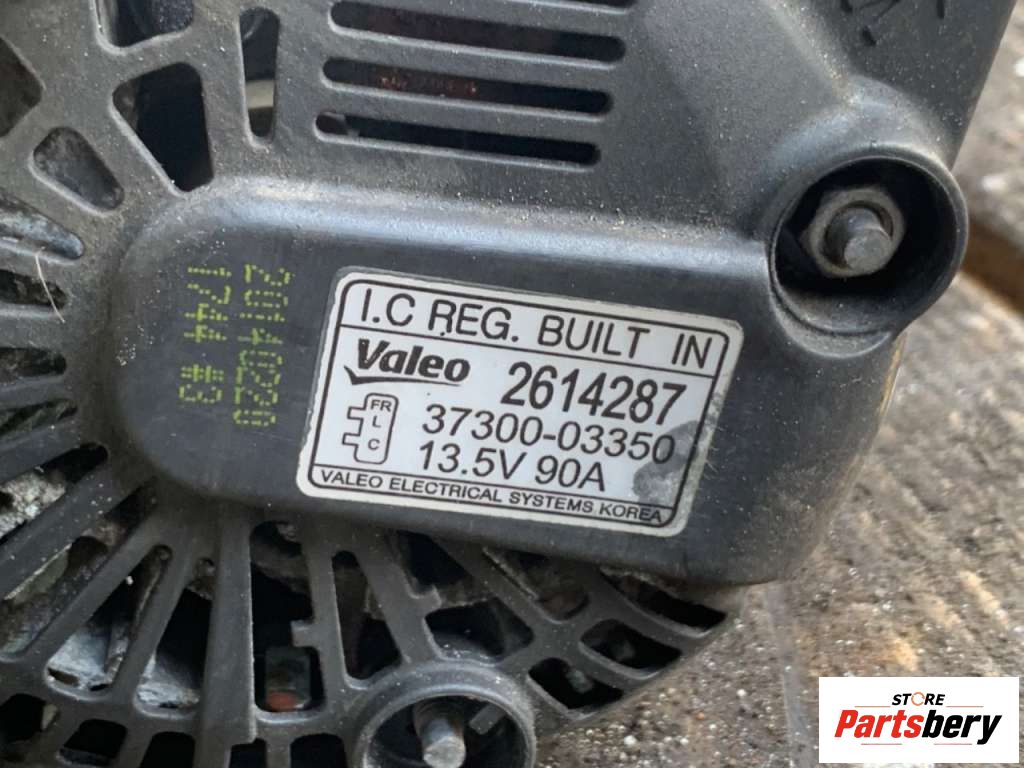 I.C REG. BUILT IN
Valeo 2614287
FR
L
C
37300-03350
13.5V 90A
VALEO ELECTRICAL SYSTEMS. KOREA
STORE
Partsbery